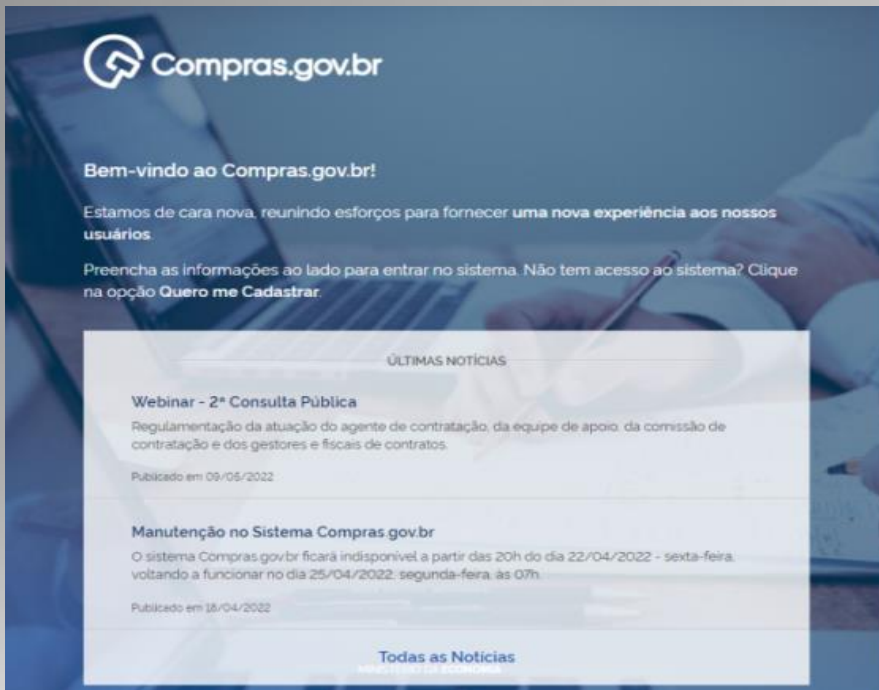 Compras.gov.br
Bem-vindo ao Compras.gov.br!
Estamos de cara nova, reunindo esforços para fornecer uma nova experiência aos nossos
usuários.
Preencha as informações ao lado para entrar no sistema. Não tem acesso ao sistema? Clique
na opção Quero me Cadastrar.
ÚLTIMAS NOTÍCIAS
Webinar - 2ª Consulta Pública
Regulamentação da atuação do agente de contratação, da equipe de apoio, da comissão de
contratação e dos gestores e fiscais de contratos.
Publicado em 09/05/2022
Manutenção no Sistema Compras.gov.br
O sistema Compras.gov.br ficará indisponível a partir das 20h do dia 22/04/2022 - sexta-feira,
voltando a funcionar no dia 25/04/2022, segunda-feira, às 07h.
Publicado em 18/04/2022
Todas as Notícias
MINISTÉRIO DA ECONOMIA